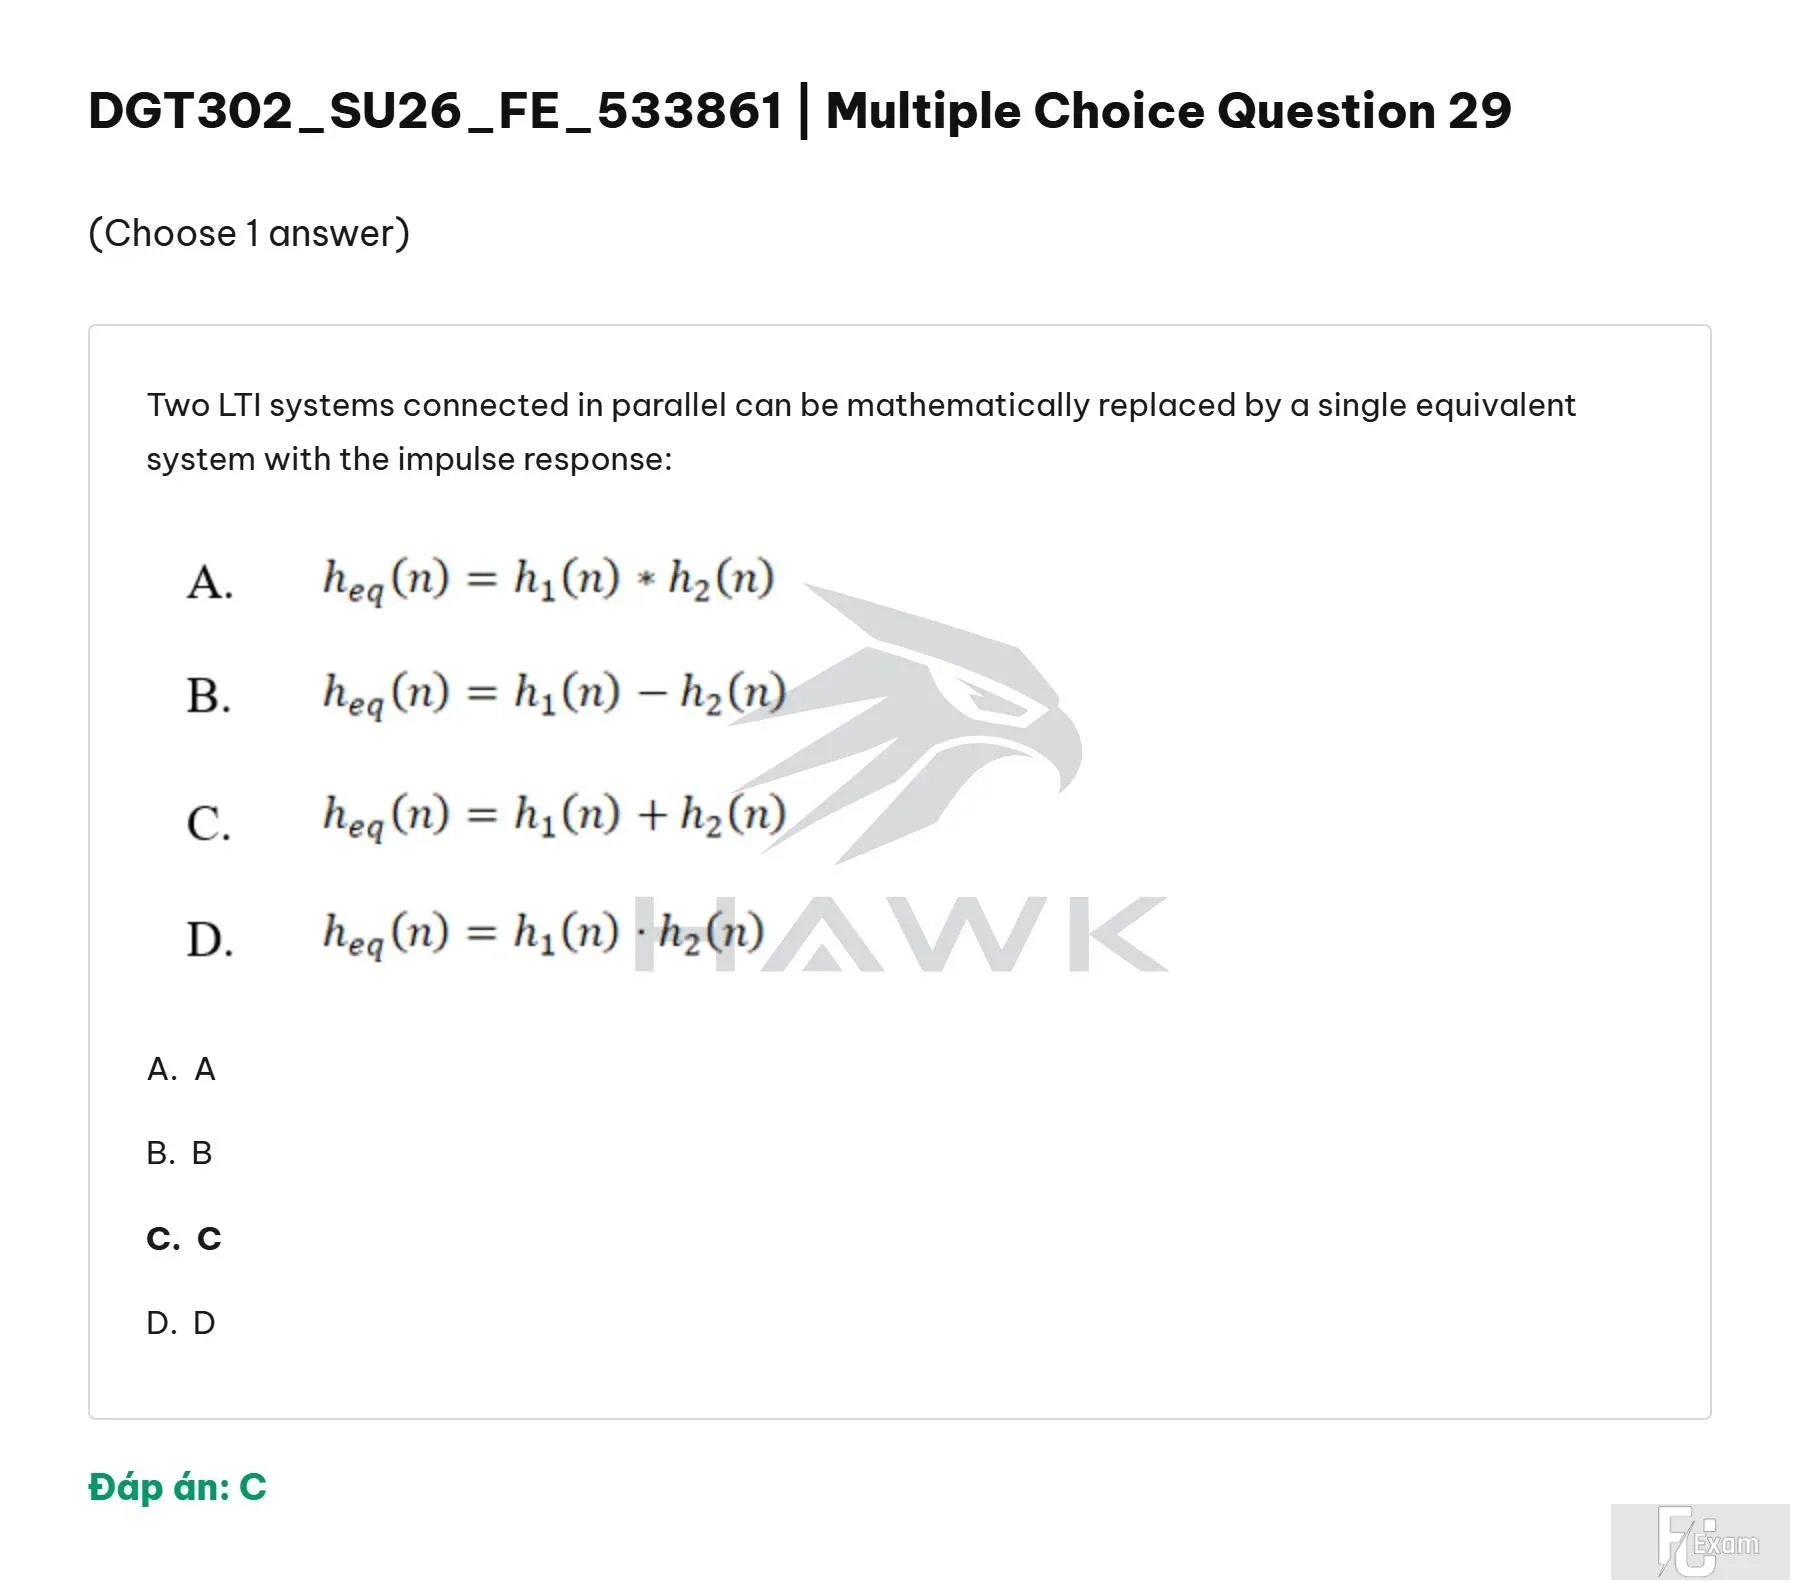 DGT302_SU26_FE_533861 | Multiple Choice Question 29
(Choose 1 answer)
Two LTI systems connected in parallel can be mathematically replaced by a single equivalent
system with the impulse response:
A. h_eq(n) = h_1(n) * h_2(n)
B. h_eq(n) = h_1(n) − h_2(n)
C. h_eq(n) = h_1(n) + h_2(n)
D. h_eq(n) = h_1(n) · h_2(n)
HAWK
A. A
B. B
C. C
D. D
Đáp án: C
FC Exam